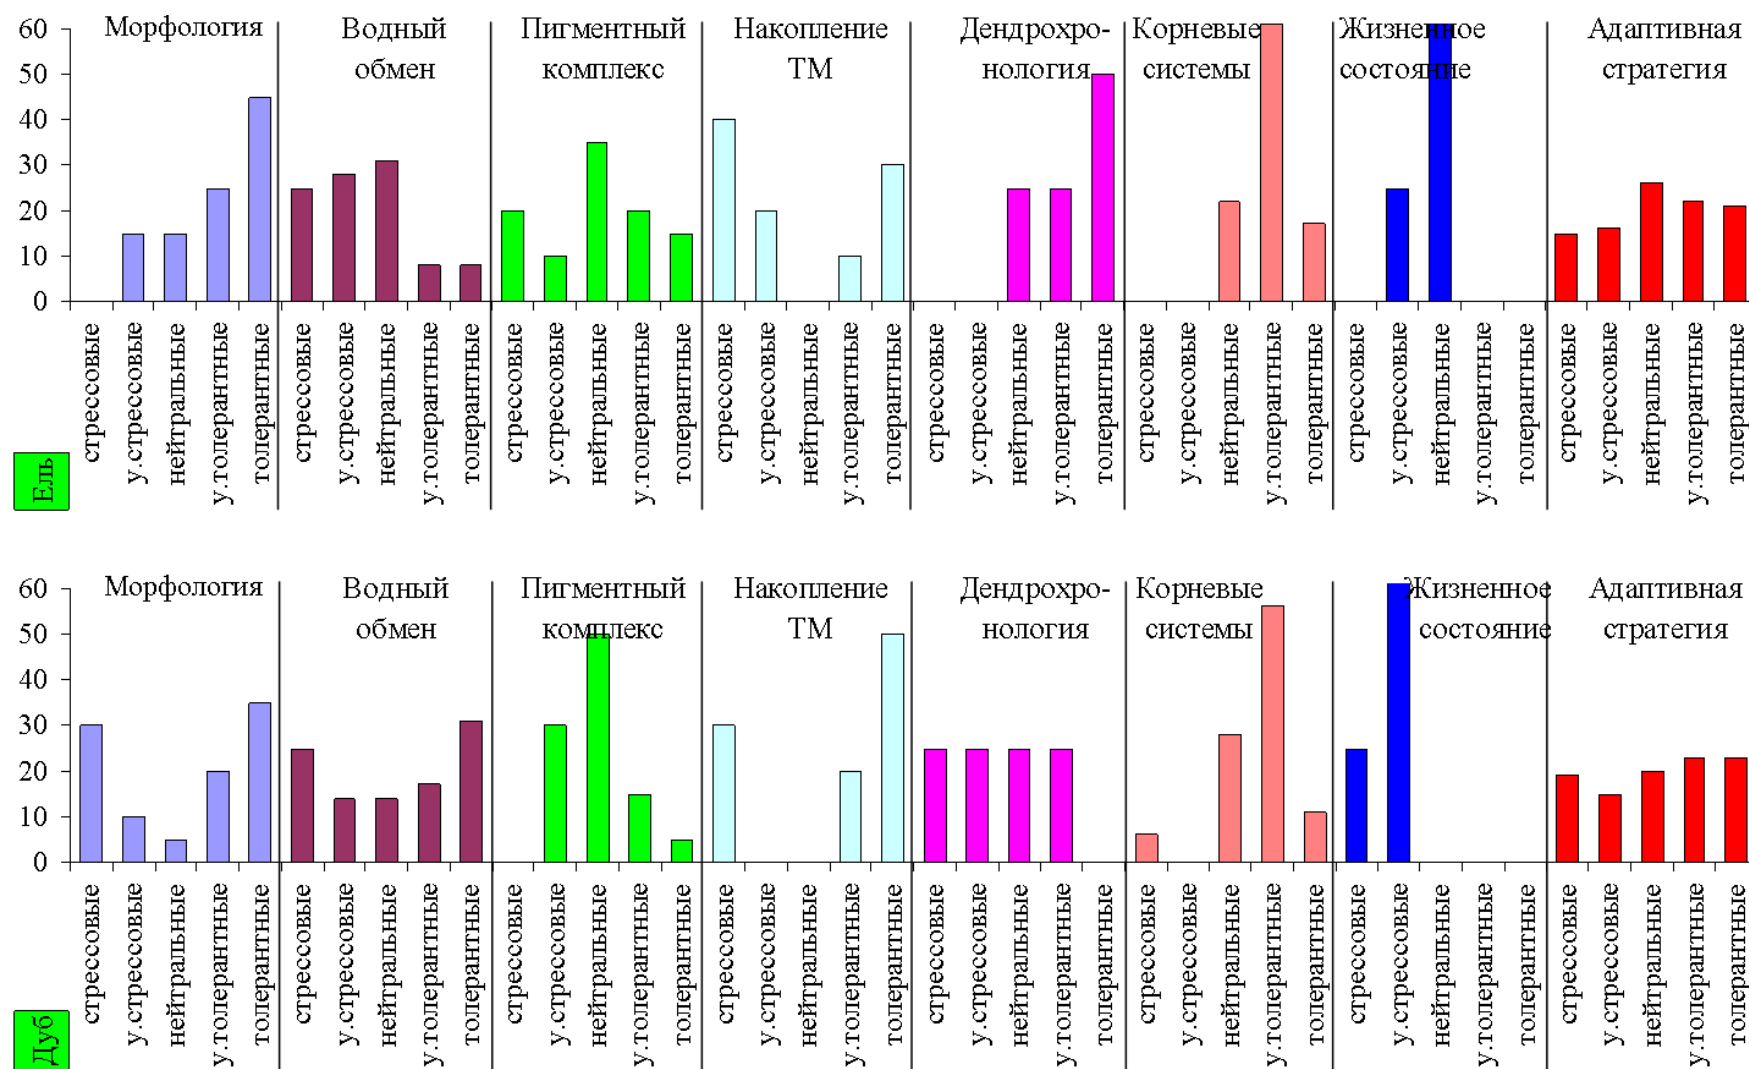 Морфология
Водный
обмен
Пигментный
комплекс
Накопление
ТМ
Дендрохро-
нология
Корневые
системы
Жизненное
состояние
Адаптивная
стратегия
60
50
40
30
20
10
0
стрессовые
у.стрессовые
нейтральные
у.толерантные
толерантные
стрессовые
у.стрессовые
нейтральные
у.толерантные
толерантные
стрессовые
у.стрессовые
нейтральные
у.толерантные
толерантные
стрессовые
у.стрессовые
нейтральные
у.толерантные
толерантные
стрессовые
у.стрессовые
нейтральные
у.толерантные
толерантные
стрессовые
у.стрессовые
нейтральные
у.толерантные
толерантные
стрессовые
у.стрессовые
нейтральные
у.толерантные
толерантные
стрессовые
у.стрессовые
нейтральные
у.толерантные
толерантные
Ель
Морфология
Водный
обмен
Пигментный
комплекс
Накопление
ТМ
Дендрохро-
нология
Корневые
системы
Жизненное
состояние
Адаптивная
стратегия
60
50
40
30
20
10
0
стрессовые
у.стрессовые
нейтральные
у.толерантные
толерантные
стрессовые
у.стрессовые
нейтральные
у.толерантные
толерантные
стрессовые
у.стрессовые
нейтральные
у.толерантные
толерантные
стрессовые
у.стрессовые
нейтральные
у.толерантные
толерантные
стрессовые
у.стрессовые
нейтральные
у.толерантные
толерантные
стрессовые
у.стрессовые
нейтральные
у.толерантные
толерантные
стрессовые
у.стрессовые
нейтральные
у.толерантные
толерантные
стрессовые
у.стрессовые
нейтральные
у.толерантные
толерантные
Дуб